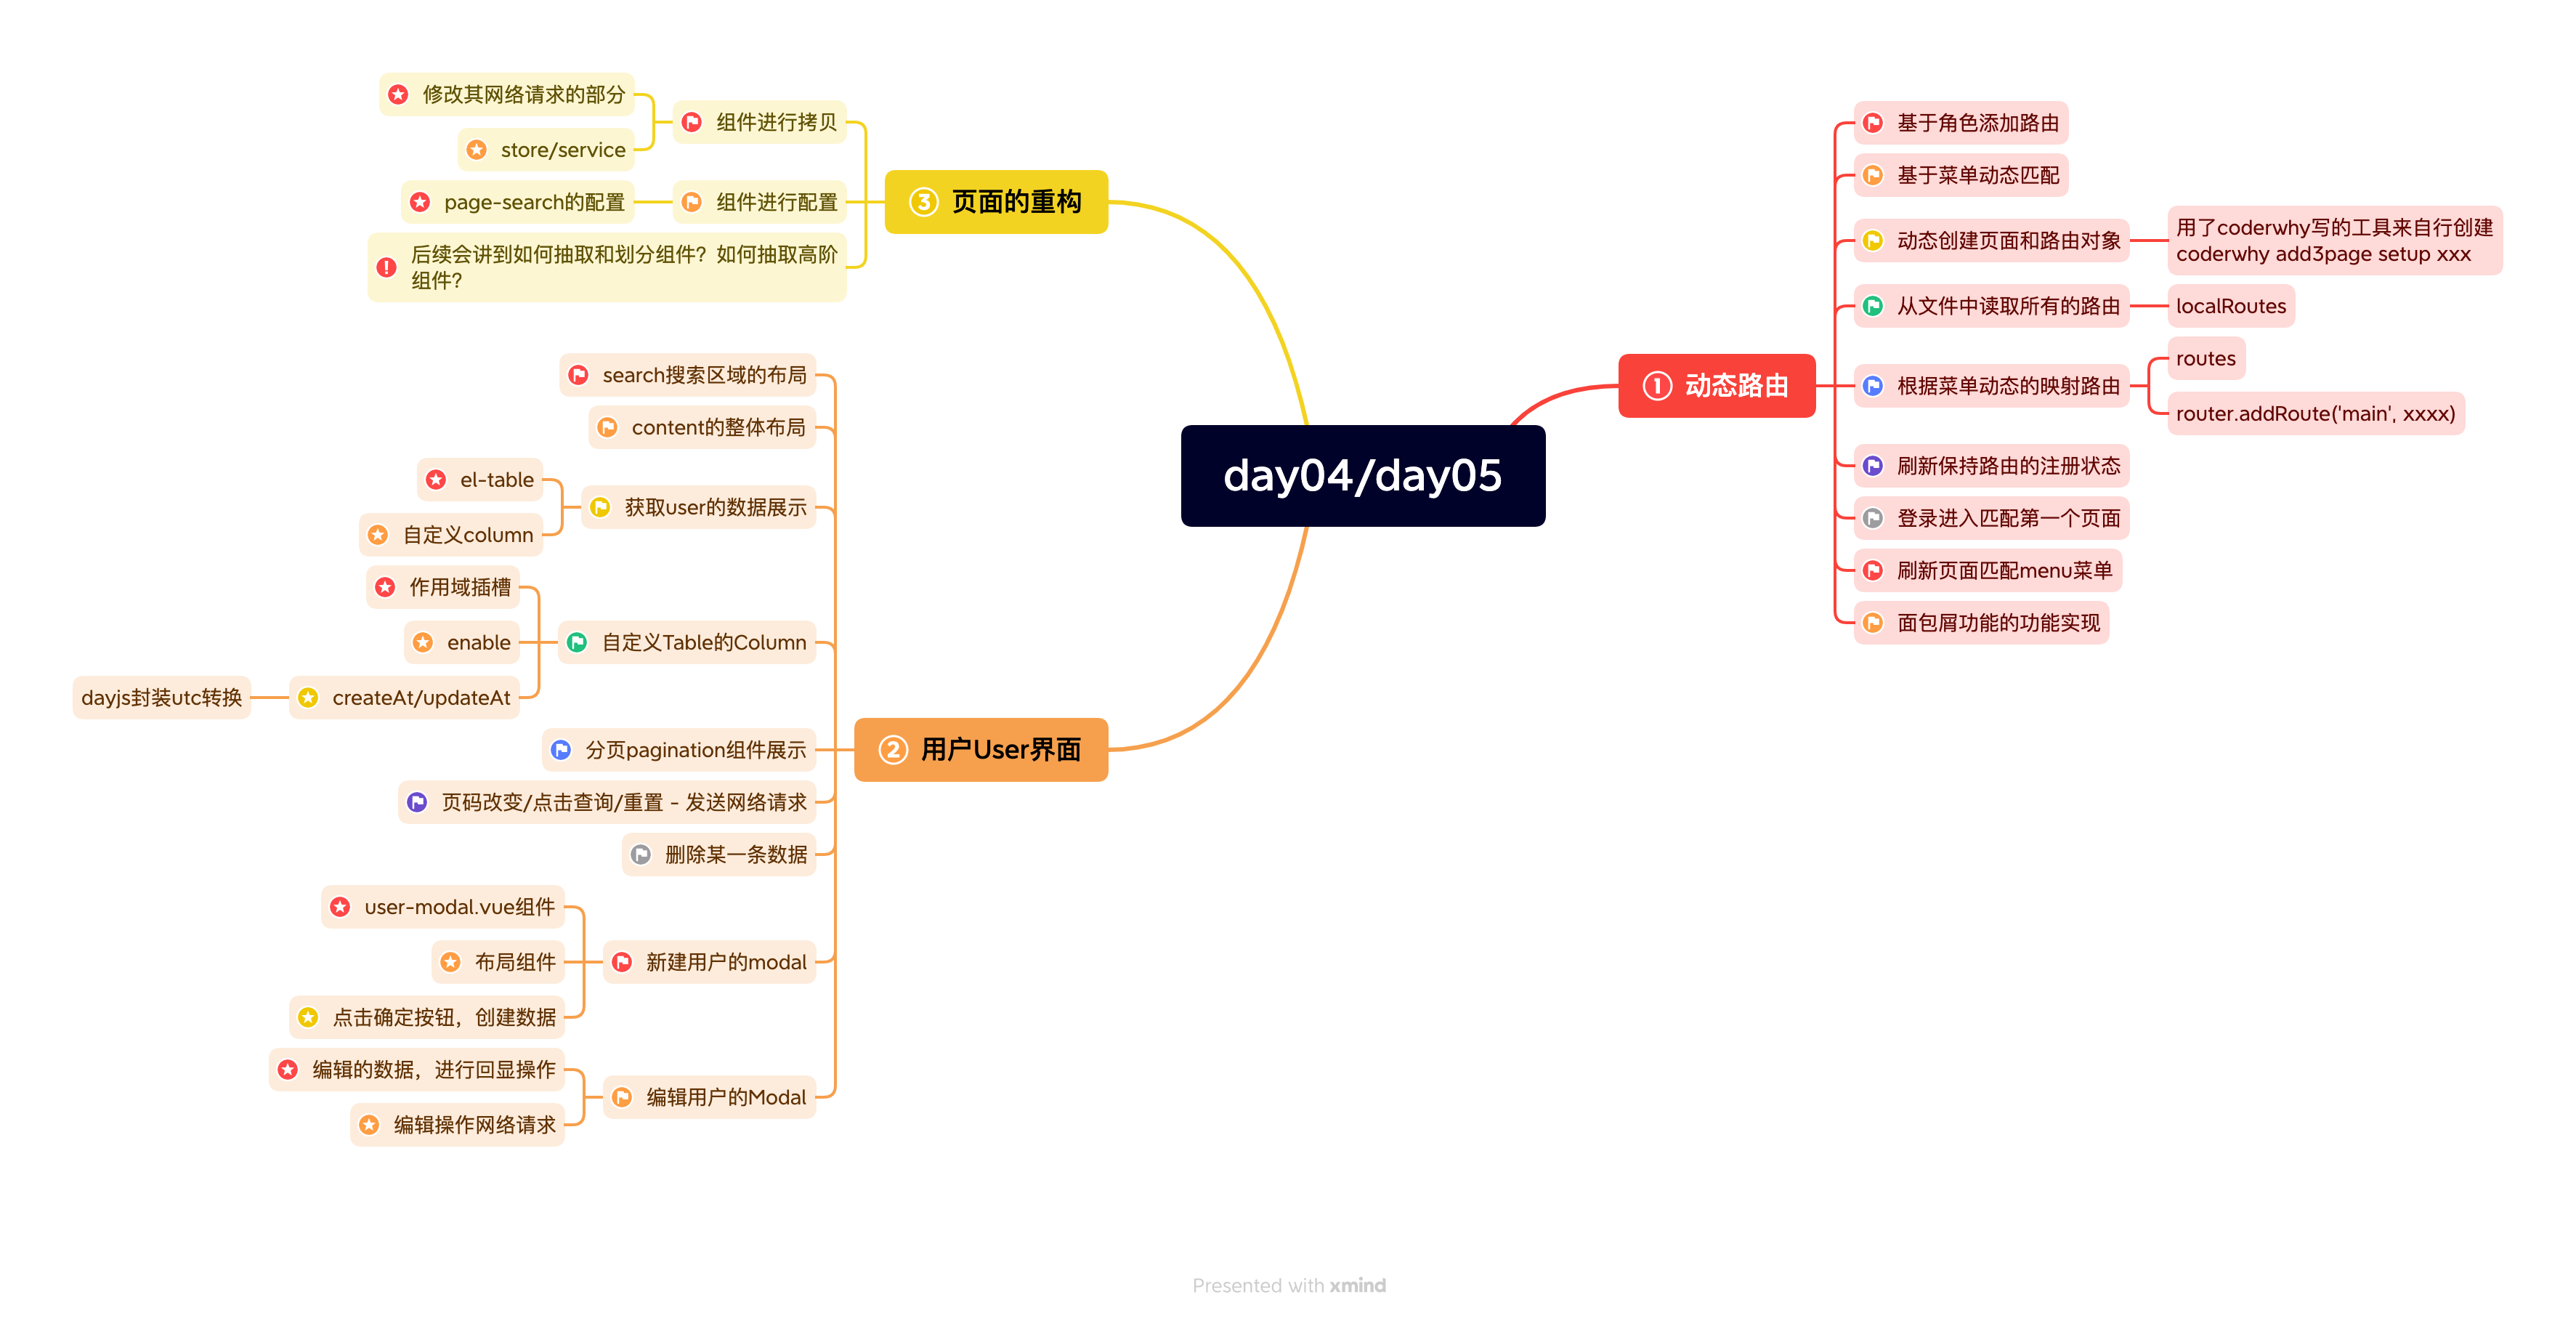 day04/day05
① 动态路由
基于角色添加路由
基于菜单动态匹配
动态创建页面和路由对象
用了coderwhy写的工具来自行创建
coderwhy add3page setup xxx
从文件中读取所有的路由
localRoutes
根据菜单动态的映射路由
routes
router.addRoute('main', xxxx)
刷新保持路由的注册状态
登录进入匹配第一个页面
刷新页面匹配menu菜单
面包屑功能的功能实现
② 用户User界面
search搜索区域的布局
content的整体布局
获取user的数据展示
el-table
自定义column
自定义Table的Column
作用域插槽
enable
createAt/updateAt
dayjs封装utc转换
分页pagination组件展示
页码改变/点击查询/重置 - 发送网络请求
删除某一条数据
新建用户的modal
user-modal.vue组件
布局组件
点击确定按钮，创建数据
编辑用户的Modal
编辑的数据，进行回显操作
编辑操作网络请求
③ 页面的重构
组件进行拷贝
修改其网络请求的部分
store/service
组件进行配置
page-search的配置
后续会讲到如何抽取和划分组件？如何抽取高阶
组件？
Presented with xmind